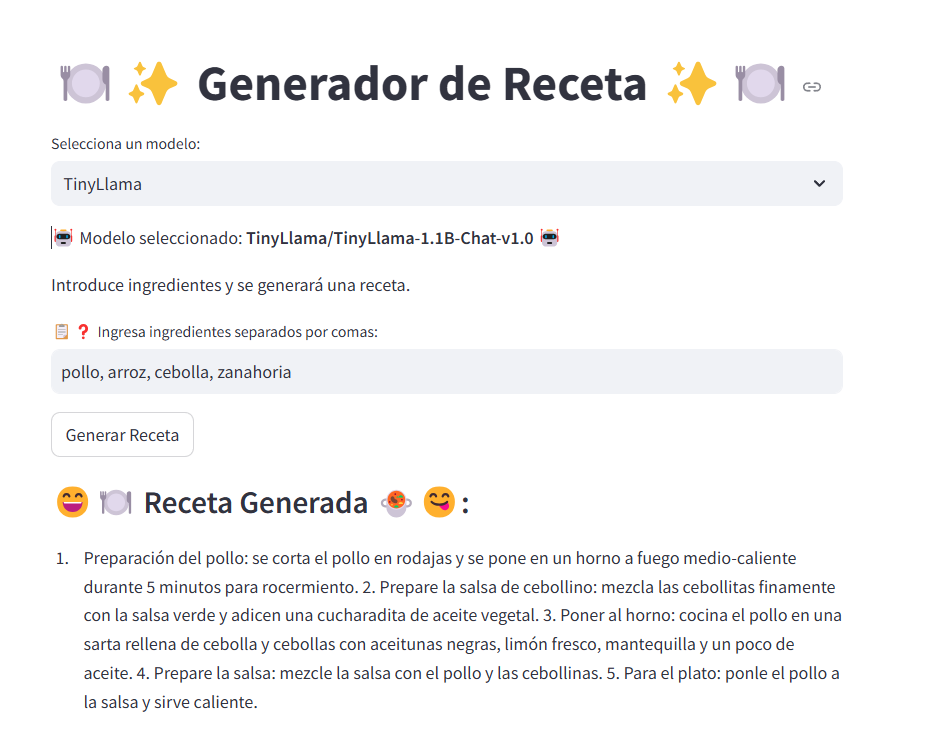 🍽️ ✨ Generador de Receta ✨ 🍽️
Selecciona un modelo:
TinyLlama
🤖 Modelo seleccionado: TinyLlama/TinyLlama-1.1B-Chat-v1.0 🤖
Introduce ingredientes y se generará una receta.
📋 ❓ Ingresa ingredientes separados por comas:
pollo, arroz, cebolla, zanahoria
Generar Receta
😄 🍽️ Receta Generada 🍲 😋 :
1. Preparación del pollo: se corta el pollo en rodajas y se pone en un horno a fuego medio-caliente
durante 5 minutos para rocermiento. 2. Prepare la salsa de cebollino: mezcla las cebollitas finamente
con la salsa verde y adicen una cucharadita de aceite vegetal. 3. Poner al horno: cocina el pollo en una
sarta rellena de cebolla y cebollas con aceitunas negras, limón fresco, mantequilla y un poco de
aceite. 4. Prepare la salsa: mezcle la salsa con el pollo y las cebollinas. 5. Para el plato: ponle el pollo a
la salsa y sirve caliente.